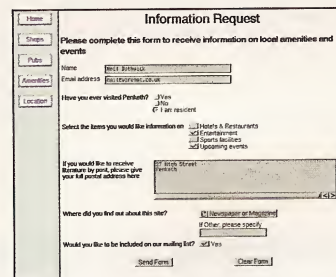 Home
Shops
Pubs
Amenities
Location
Information Request
Please complete this form to receive information on local amenities and
events
Name
Email address
Have you ever visited Penketh?
Yes
No
I am resident
Select the items you would like information on
Hotels & Restaurants
Entertainment
Sports facilities
Upcoming events
If you would like to receive
literature by post, please give
your full postal address here
High Street
Penketh
Where did you find out about this site?
Newspaper or Magazine
If Other, please specify
Would you like to be included on our mailing list?
Yes
Send Form
Clear Form